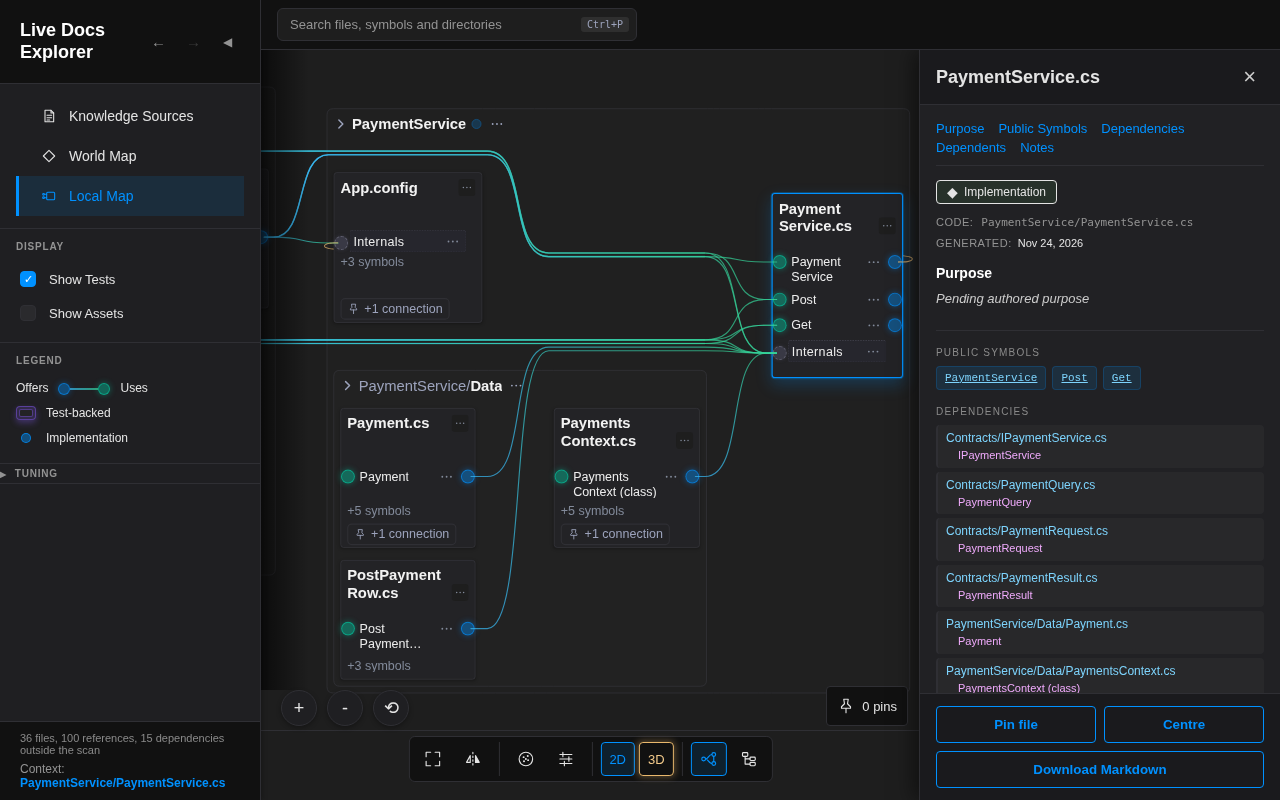 Live Docs
Explorer
Search files, symbols and directories
Ctrl+P
Knowledge Sources
World Map
Local Map
DISPLAY
Show Tests
Show Assets
LEGEND
Offers
Uses
Test-backed
Implementation
TUNING
36 files, 100 references, 15 dependencies
outside the scan
Context:
PaymentService/PaymentService.cs
PaymentService
App.config
Internals
+3 symbols
+1 connection
Payment
Service.cs
Payment
Service
Post
Get
Internals
PaymentService/Data
Payment.cs
Payment
+5 symbols
+1 connection
Payments
Context.cs
Payments
Context (class)
+5 symbols
+1 connection
PostPayment
Row.cs
Post
Payment…
+3 symbols
+
-
0 pins
2D
3D
PaymentService.cs
Purpose Public Symbols Dependencies
Dependents Notes
Implementation
CODE: PaymentService/PaymentService.cs
GENERATED: Nov 24, 2026
Purpose
Pending authored purpose
PUBLIC SYMBOLS
PaymentService Post Get
DEPENDENCIES
Contracts/IPaymentService.cs
IPaymentService
Contracts/PaymentQuery.cs
PaymentQuery
Contracts/PaymentRequest.cs
PaymentRequest
Contracts/PaymentResult.cs
PaymentResult
PaymentService/Data/Payment.cs
Payment
PaymentService/Data/PaymentsContext.cs
PaymentsContext (class)
Pin file
Centre
Download Markdown